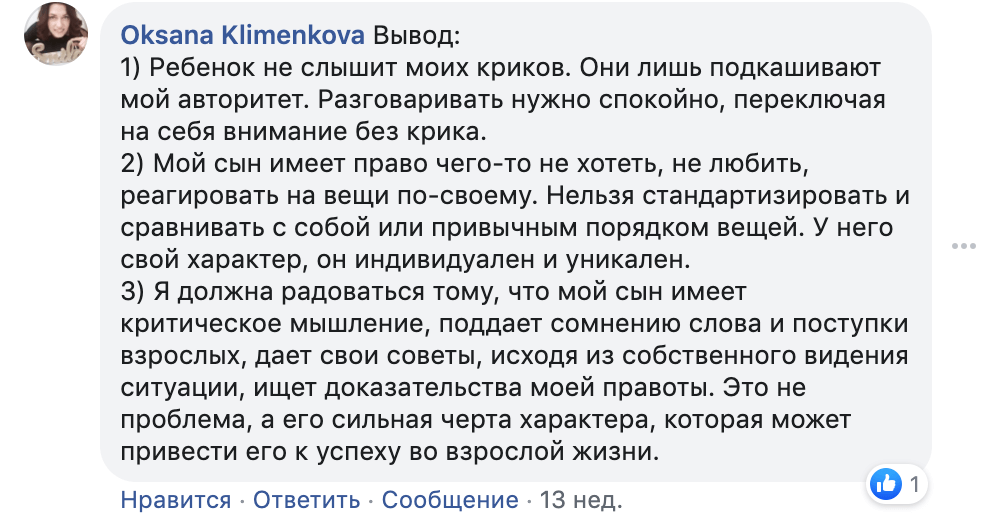 Oksana Klimenkova Вывод:
1) Ребенок не слышит моих криков. Они лишь подкашивают
мой авторитет. Разговаривать нужно спокойно, переключая
на себя внимание без крика.
2) Мой сын имеет право чего-то не хотеть, не любить,
реагировать на вещи по-своему. Нельзя стандартизировать и
сравнивать с собой или привычным порядком вещей. У него
свой характер, он индивидуален и уникален.
3) Я должна радоваться тому, что мой сын имеет
критическое мышление, поддает сомнению слова и поступки
взрослых, дает свои советы, исходя из собственного видения
ситуации, ищет доказательства моей правоты. Это не
проблема, а его сильная черта характера, которая может
привести его к успеху во взрослой жизни.
1
Нравится · Ответить · Сообщение · 13 нед.